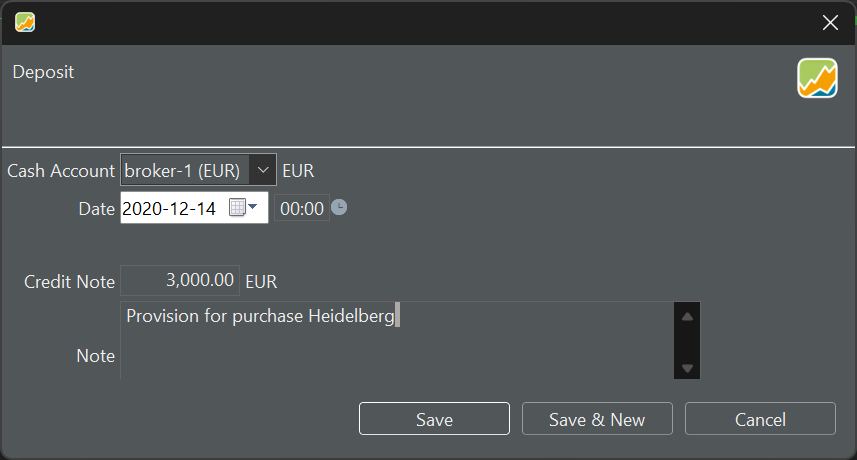 Deposit
Cash Account broker-1 (EUR) EUR
Date 2020-12-14 00:00
Credit Note 3,000.00 EUR
Provision for purchase Heidelberg
Note
Save Save & New Cancel